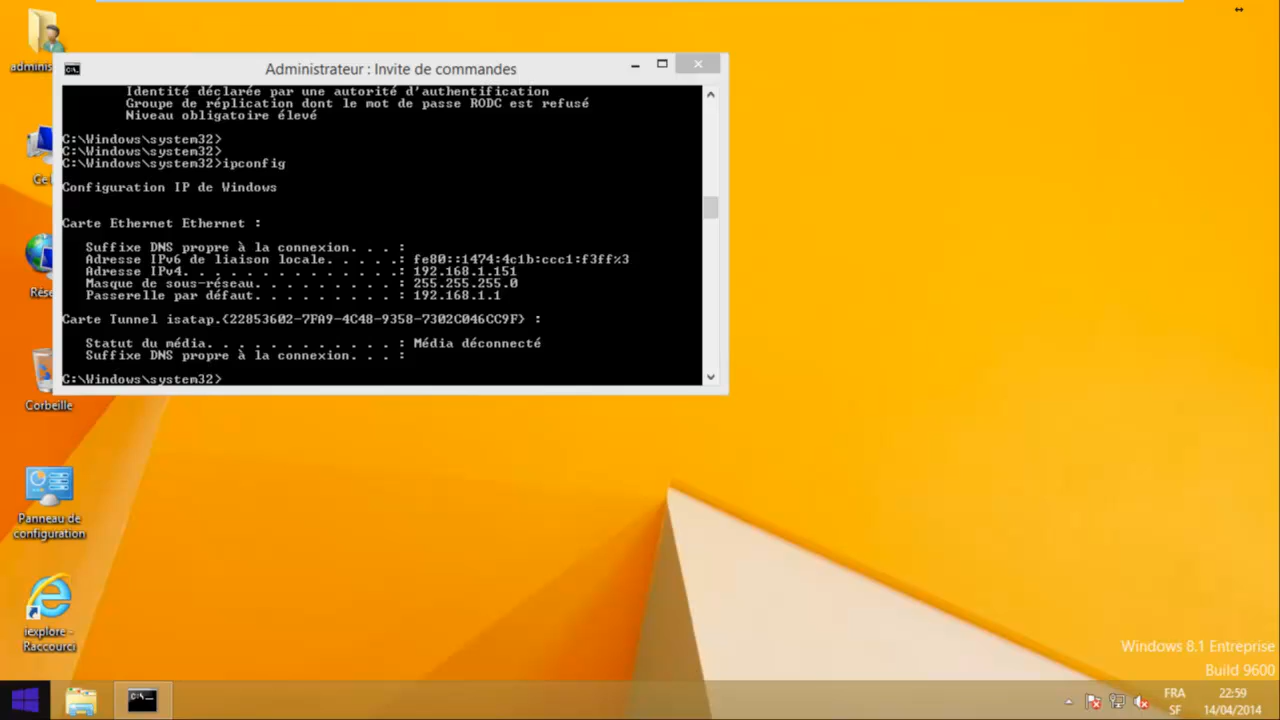 Administrateur : Invite de commandes
Identité déclarée par une autorité d'authentification
Groupe de réplication dont le mot de passe RODC est refusé
Niveau obligatoire élevé
C:\Windows\system32>
C:\Windows\system32>
C:\Windows\system32>ipconfig
Configuration IP de Windows
Carte Ethernet Ethernet :
Suffixe DNS propre à la connexion. . . :
Adresse IPv6 de liaison locale. . . . .: fe80::1474:4c1b:ccc1:f3ff%3
Adresse IPv4. . . . . . . . . . . . . .: 192.168.1.151
Masque de sous-réseau. . . . . . . . . : 255.255.255.0
Passerelle par défaut. . . . . . . . . : 192.168.1.1
Carte Tunnel isatap.{22853602-7FA9-4C48-9358-7302C046CC9F} :
Statut du média. . . . . . . . . . . . : Média déconnecté
Suffixe DNS propre à la connexion. . . :
C:\Windows\system32>
adminis
Ce
Rése
Corbeille
Panneau de
configuration
iexplore -
Raccourci
Windows 8.1 Entreprise
Build 9600
FRA
SF
22:59
14/04/2014